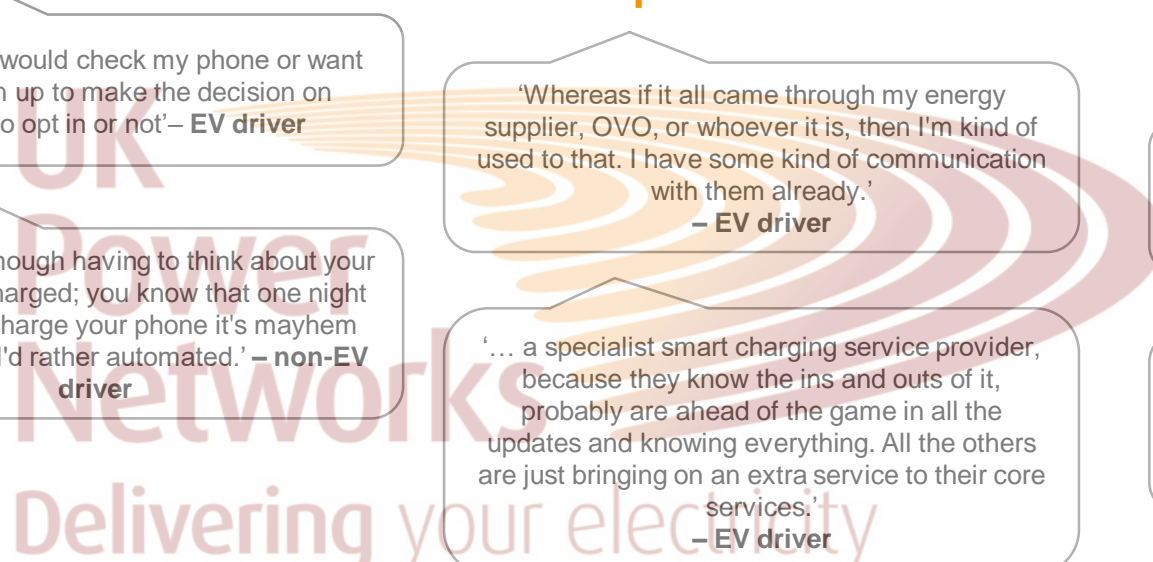 would check my phone or want
up to make the decision on
o opt in or not’– EV driver
having to think about your
harged; you know that one night
charge your phone it's mayhem
I'd rather automated.’ – non-EV
driver
‘Whereas if it all came through my energy
supplier, OVO, or whoever it is, then I'm kind of
used to that. I have some kind of communication
with them already.’
– EV driver
‘… a specialist smart charging service provider,
because they know the ins and outs of it,
probably are ahead of the game in all the
updates and knowing everything. All the others
are just bringing on an extra service to their core
services.’
– EV driver
UK
Power
Networks
Delivering your electricity